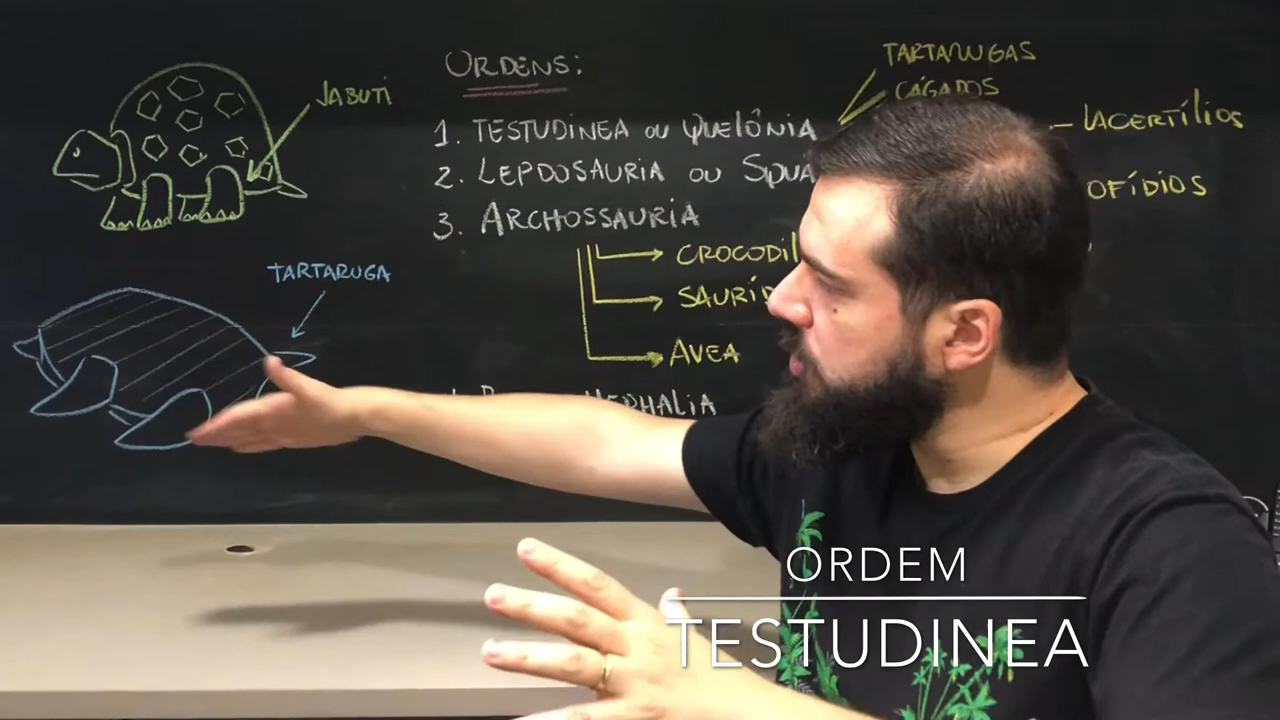 JABUTI
TARTARUGA
ORDENS:
1. TESTUDINEA OU QUELÔNIA
TARTARUGAS
CÁGADOS
2. LEPDOSAURIA OU
LACERTÍLIOS
OFÍDIOS
3. ARCHOSSAURIA
AVEA
ORDEM
TESTUDINEA